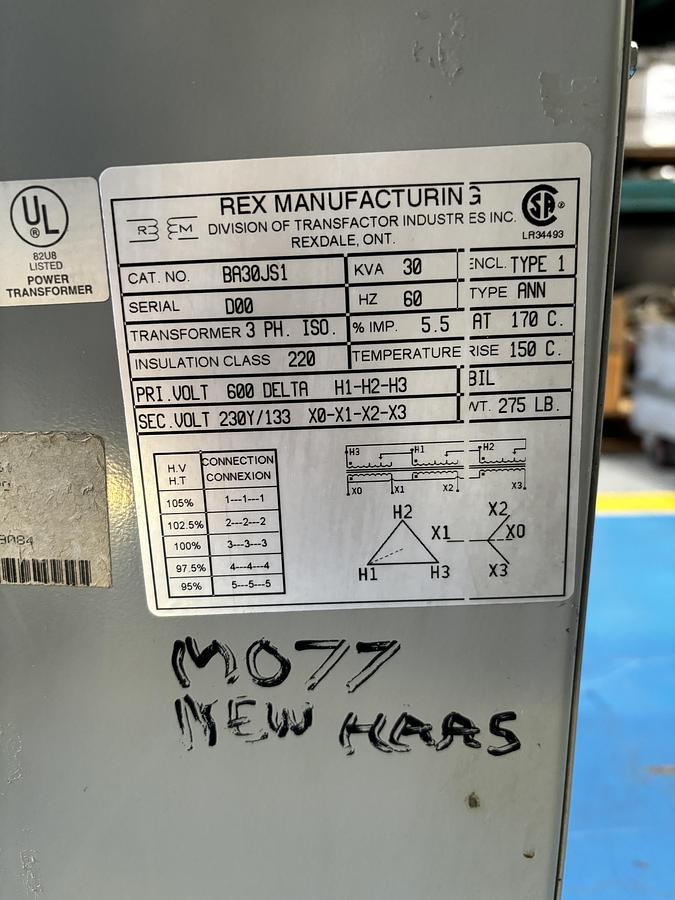 UL
®
82U8
LISTED
POWER
TRANSFORMER
REX MANUFACTURING
DIVISION OF TRANSFACTOR INDUSTRIES INC.
REXDALE, ONT.
SA ®
LR34493
CAT. NO. BA30JS1 KVA 30 ENCL. TYPE 1
SERIAL D00 HZ 60 TYPE ANN
TRANSFORMER 3 PH. ISO. % IMP. 5.5 AT 170 C.
INSULATION CLASS 220 TEMPERATURE RISE 150 C.
PRI.VOLT 600 DELTA H1-H2-H3 BIL
SEC.VOLT 230Y/133 X0-X1-X2-X3 WT. 275 LB.
H.V CONNECTION
H.T CONNEXION
105% 1---1---1
102.5% 2---2---2
100% 3---3---3
97.5% 4---4---4
95% 5---5---5
H3 H1 H2
X0 X1 X2 X3
H2 X2
X1 X0
H1 H3 X3
9084
M077
NEW HAAS